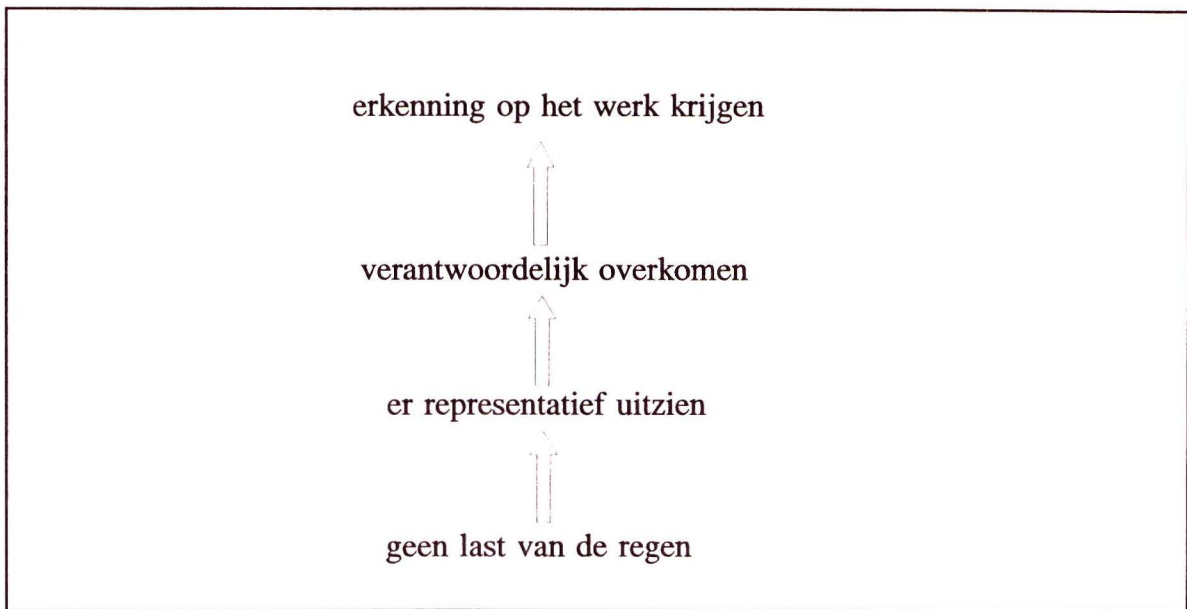 erkenning op het werk krijgen
verantwoordelijk overkomen
er representatief uitzien
geen last van de regen